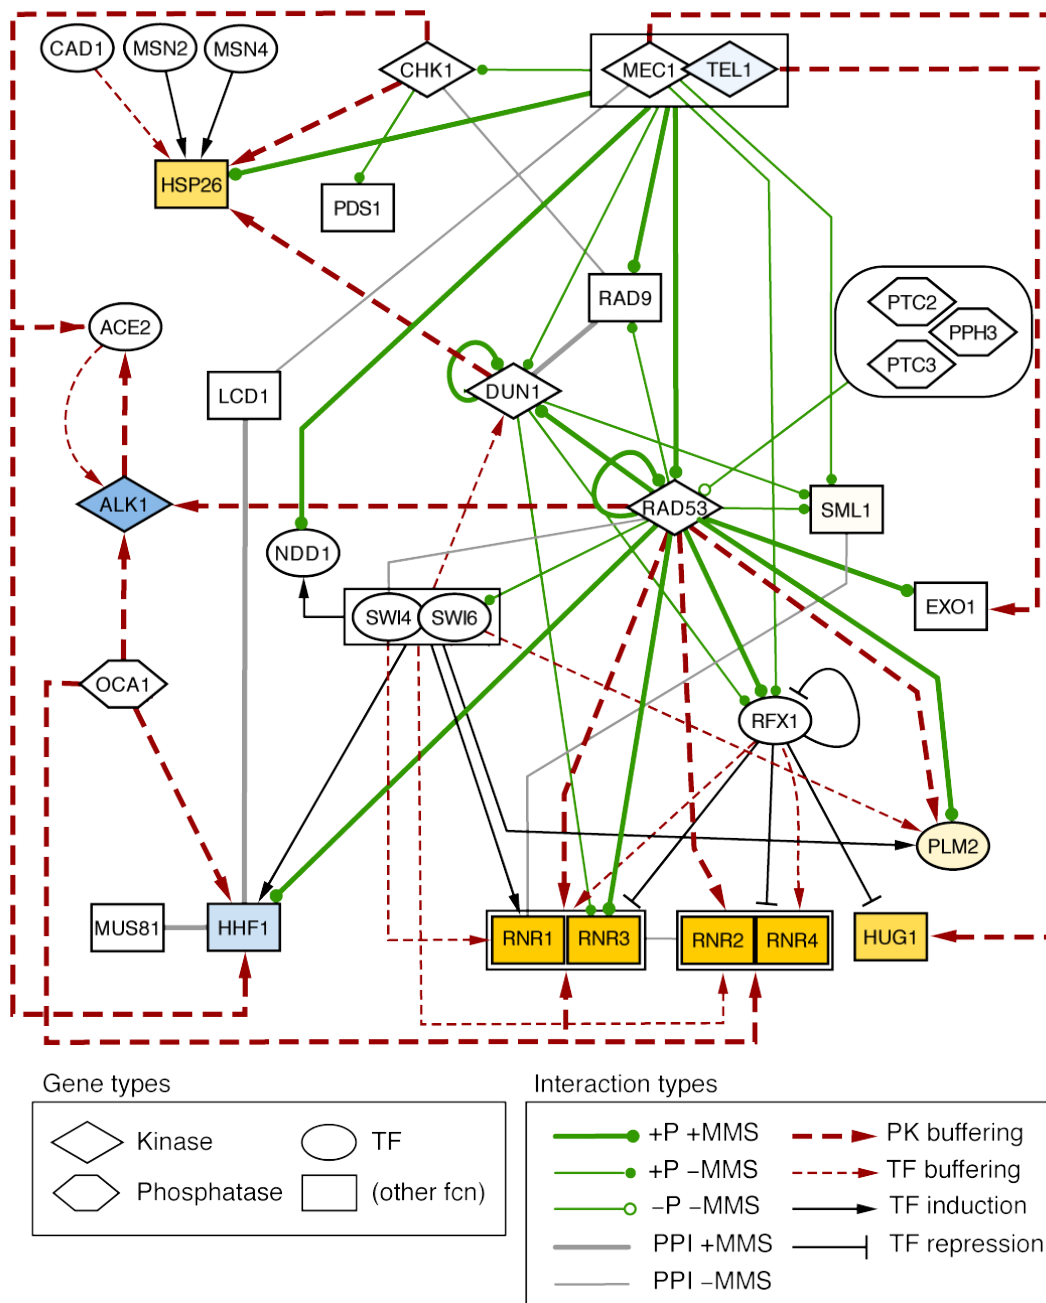 CAD1 MSN2 MSN4
CHK1 MEC1 TEL1
HSP26
PDS1
RAD9
PTC2
PPH3
PTC3
ACE2
LCD1
DUN1
ALK1
RAD53
SML1
NDD1
SWI4 SWI6
EXO1
OCA1
RFX1
PLM2
MUS81 HHF1 RNR1 RNR3 RNR2 RNR4 HUG1
Gene types
Kinase TF
Phosphatase (other fcn)
Interaction types
+P +MMS PK buffering
+P −MMS TF buffering
−P −MMS TF induction
PPI +MMS TF repression
PPI −MMS